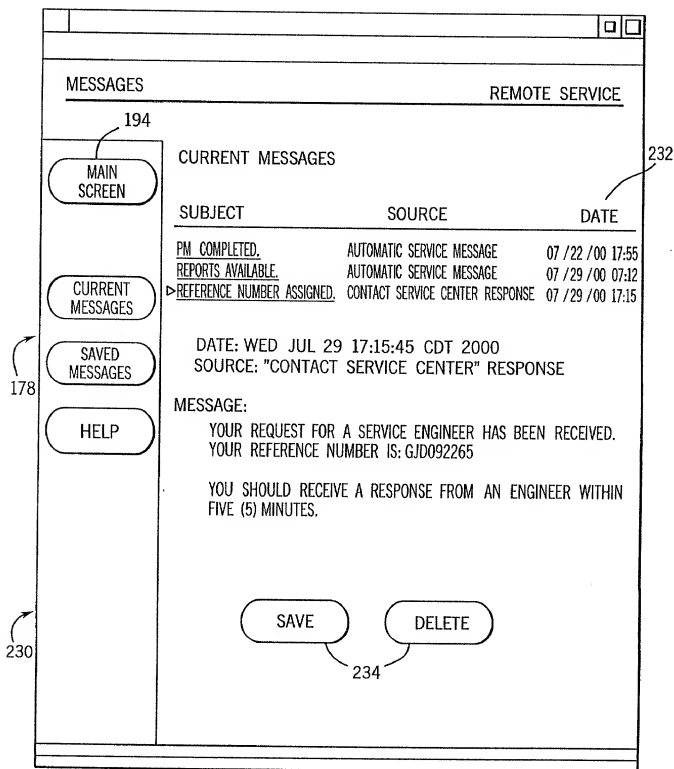 MESSAGES
REMOTE SERVICE
194
MAIN
SCREEN
CURRENT MESSAGES
232
SUBJECT SOURCE DATE
PM COMPLETED. AUTOMATIC SERVICE MESSAGE 07 /22 /00 17:55
REPORTS AVAILABLE. AUTOMATIC SERVICE MESSAGE 07 /29 /00 07:12
▷REFERENCE NUMBER ASSIGNED. CONTACT SERVICE CENTER RESPONSE 07 /29 /00 17:15
CURRENT
MESSAGES
SAVED
MESSAGES
178
HELP
DATE: WED JUL 29 17:15:45 CDT 2000
SOURCE: "CONTACT SERVICE CENTER" RESPONSE
MESSAGE:
YOUR REQUEST FOR A SERVICE ENGINEER HAS BEEN RECEIVED.
YOUR REFERENCE NUMBER IS: GJD092265
YOU SHOULD RECEIVE A RESPONSE FROM AN ENGINEER WITHIN
FIVE (5) MINUTES.
230
SAVE DELETE
234